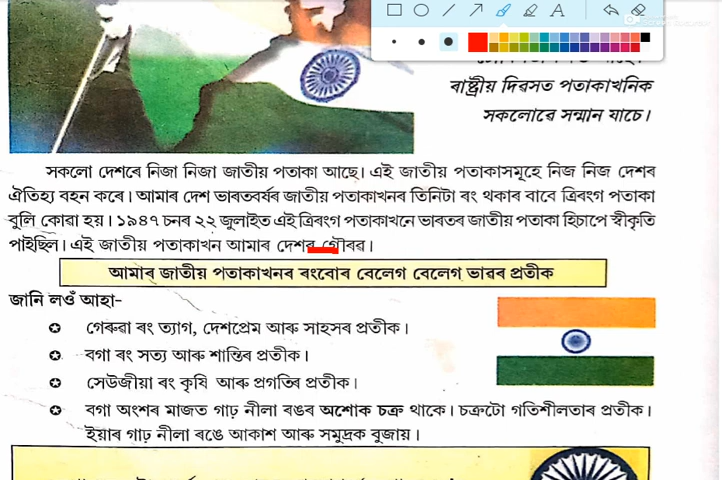 ৰাষ্ট্ৰীয় দিৱসত পতাকাখনিক
সকলোৱে সন্মান যাচে।
সকলো দেশৰে নিজা নিজা জাতীয় পতাকা আছে। এই জাতীয় পতাকাসমূহে নিজ নিজ দেশৰ
ঐতিহ্য বহন কৰে। আমাৰ দেশ ভাৰতবৰ্ষৰ জাতীয় পতাকাখনৰ তিনিটা ৰং থকাৰ বাবে ত্ৰিৰংগ পতাকা
বুলি কোৱা হয়। ১৯৪৭ চনৰ ২২ জুলাইত এই ত্ৰিৰংগ পতাকাখনে ভাৰতৰ জাতীয় পতাকা হিচাপে স্বীকৃতি
পাইছিল। এই জাতীয় পতাকাখন আমাৰ দেশৰ গৌৰৱ।
আমাৰ জাতীয় পতাকাখনৰ ৰংবোৰ বেলেগ বেলেগ ভাৱৰ প্ৰতীক
জানি লওঁ আহা-
✪ গেৰুৱা ৰং ত্যাগ, দেশপ্ৰেম আৰু সাহসৰ প্ৰতীক।
✪ বগা ৰং সত্য আৰু শান্তিৰ প্ৰতীক।
✪ সেউজীয়া ৰং কৃষি আৰু প্ৰগতিৰ প্ৰতীক।
✪ বগা অংশৰ মাজত গাঢ় নীলা ৰঙৰ অশোক চক্ৰ থাকে। চক্ৰটো গতিশীলতাৰ প্ৰতীক।
ইয়াৰ গাঢ় নীলা ৰঙে আকাশ আৰু সমুদ্ৰক বুজায়।